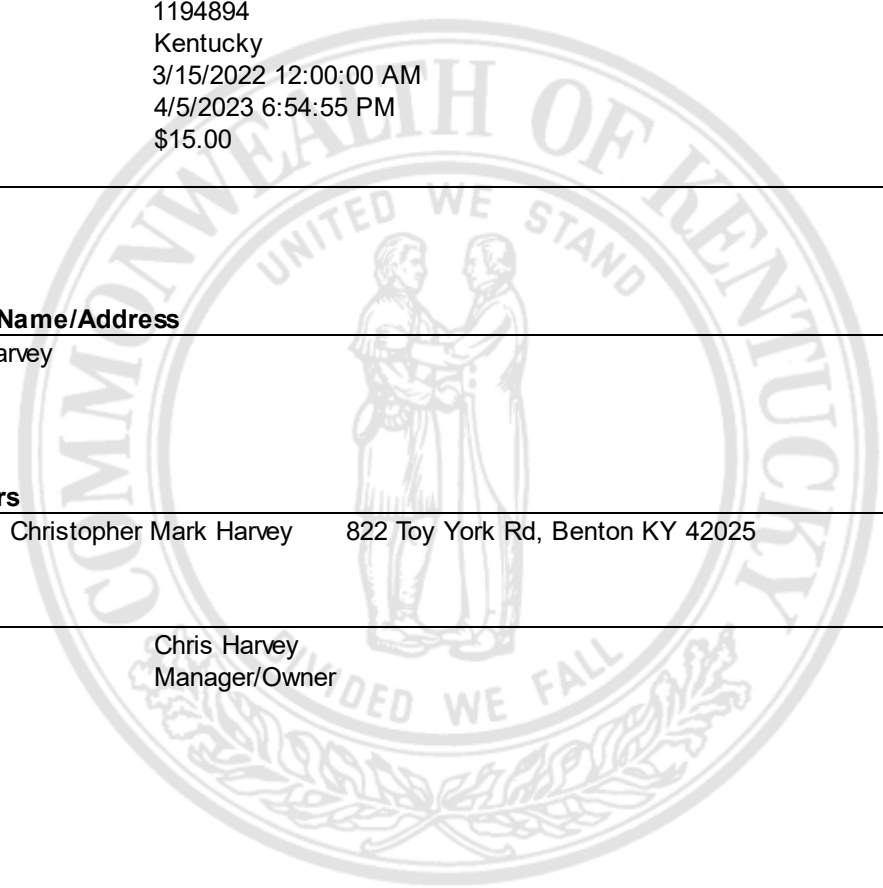 1194894
Kentucky
3/15/2022 12:00:00 AM
4/5/2023 6:54:55 PM
$15.00
COMMONWEALTH OF KENTUCKY
UNITED WE STAND
Name/Address
arvey
rs
Christopher Mark Harvey 822 Toy York Rd, Benton KY 42025
Chris Harvey
Manager/Owner
DIVIDED WE FALL